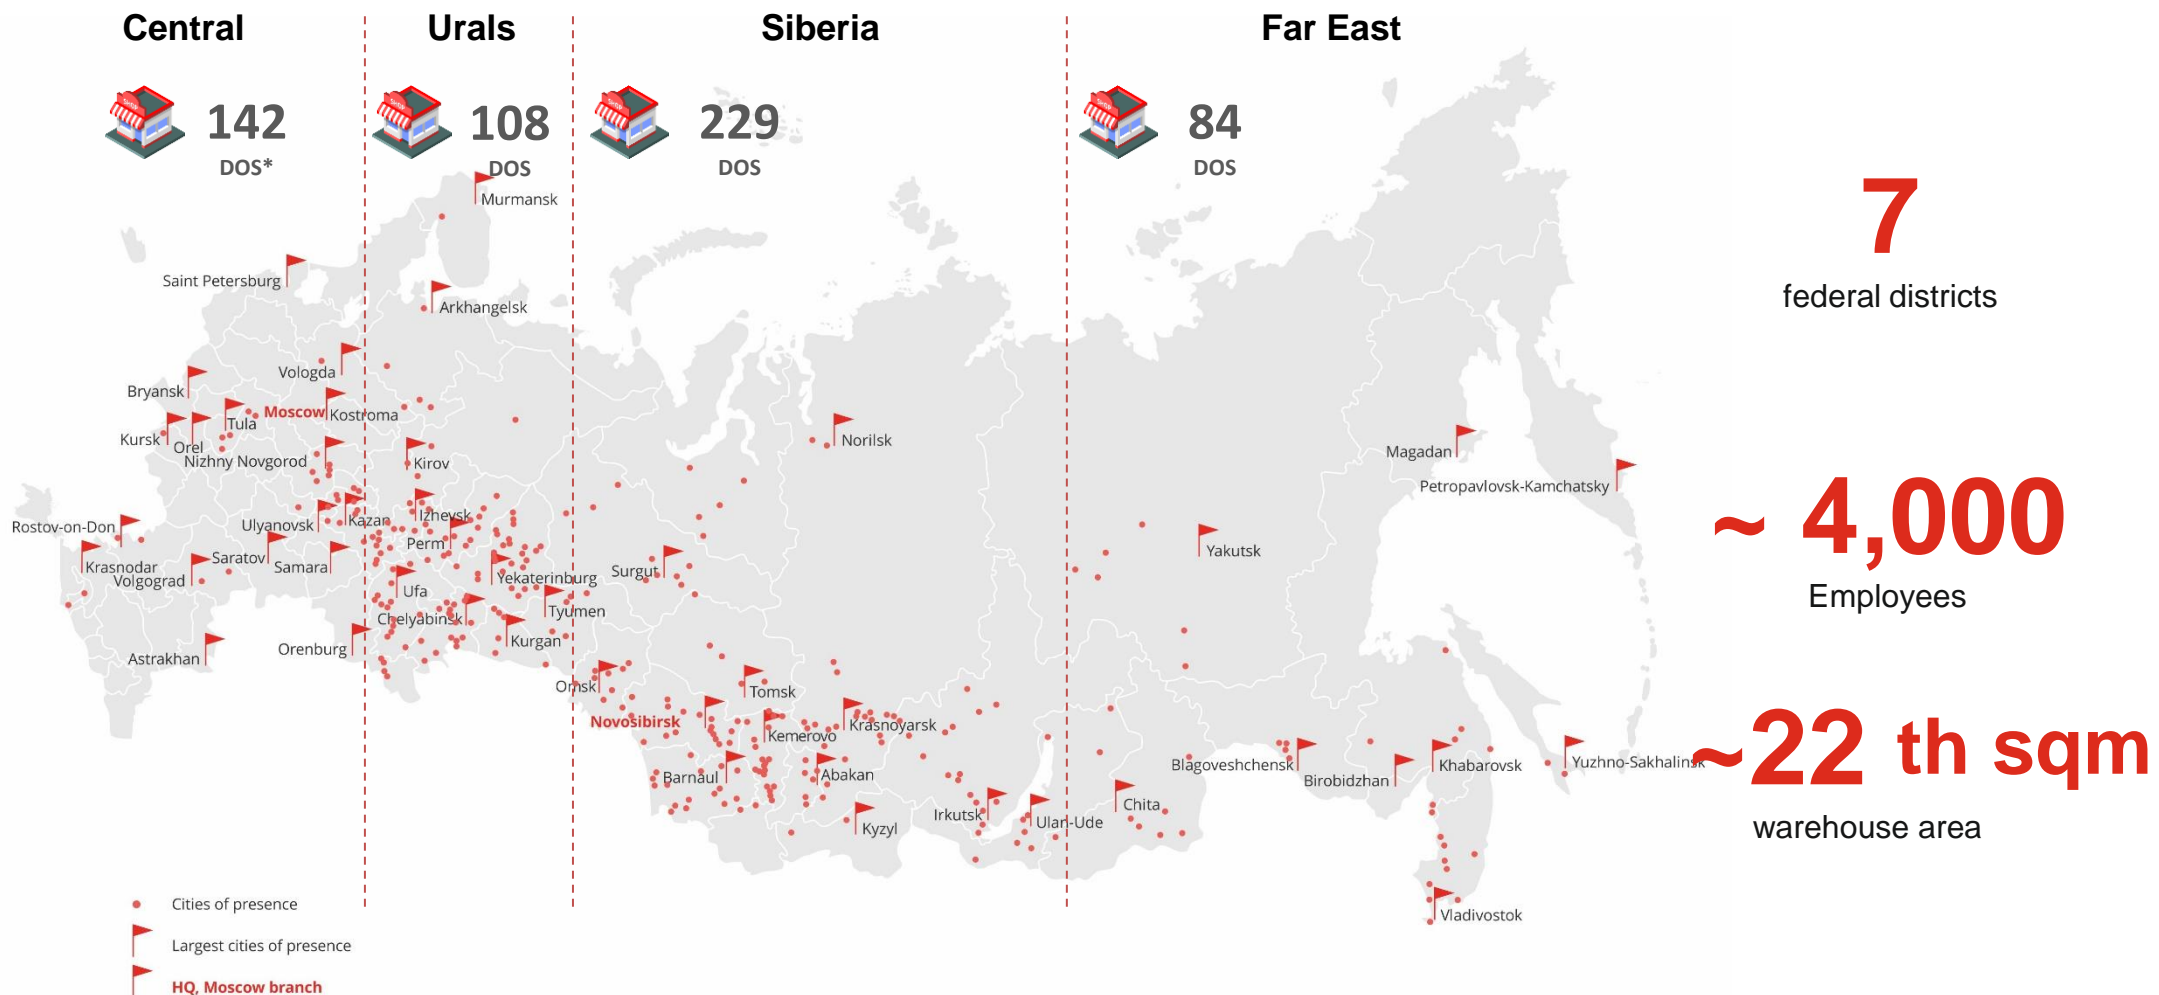 Central
Urals
Siberia
Far East
142
DOS*
108
DOS
229
DOS
84
DOS
7
federal districts
~ 4,000
Employees
~22 th sqm
warehouse area
Murmansk
Saint Petersburg
Arkhangelsk
Vologda
Bryansk
Moscow
Kostroma
Tula
Kursk
Orel
Nizhny Novgorod
Kirov
Norilsk
Magadan
Petropavlovsk-Kamchatsky
Rostov-on-Don
Ulyanovsk
Kazan
Izhevsk
Perm
Yakutsk
Krasnodar
Saratov
Samara
Volgograd
Surgut
Yekaterinburg
Ufa
Tyumen
Chelyabinsk
Kurgan
Orenburg
Astrakhan
Omsk
Tomsk
Novosibirsk
Krasnoyarsk
Kemerovo
Barnaul
Abakan
Blagoveshchensk
Birobidzhan
Khabarovsk
Yuzhno-Sakhalinsk
Chita
Irkutsk
Ulan-Ude
Kyzyl
Vladivostok
Cities of presence
Largest cities of presence
HQ, Moscow branch